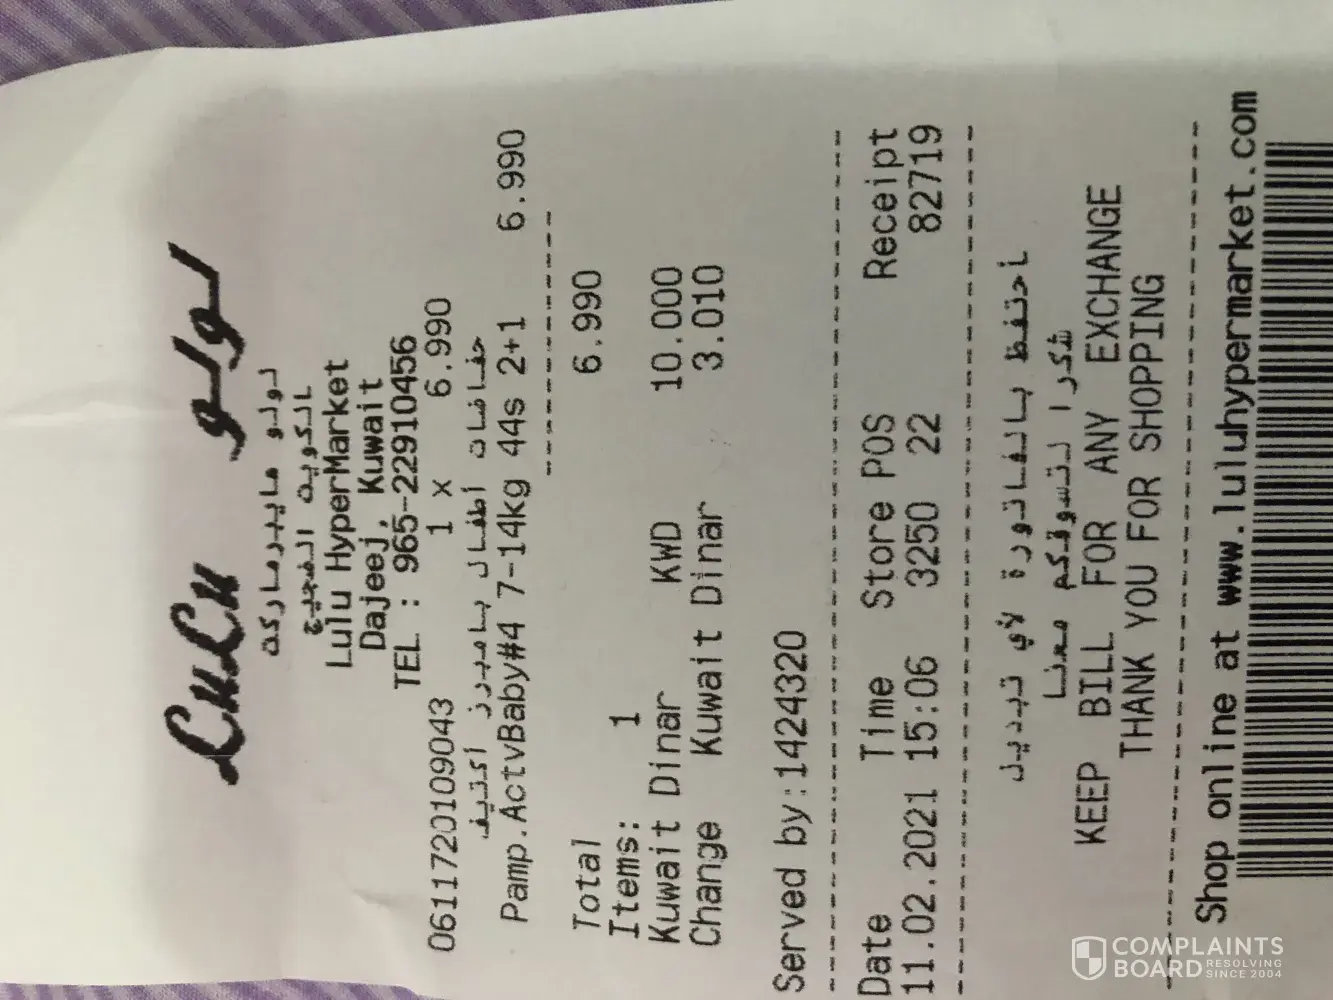 LuLu لولو
لولو هايبرماركت
الكويت الضجيج
Lulu HyperMarket
Dajeej, Kuwait
TEL : 965-22910456
0611720109043 1 x 6.990
حفاضات أطفال بامبرز أكتيف
Pamp.ActvBaby#4 7-14kg 44s 2+1 6.990
Total 6.990
Items: 1
Kuwait Dinar KWD 10.000
Change Kuwait Dinar 3.010
Served by:1424320
Date Time Store POS Receipt
11.02.2021 15:06 3250 22 82719
أحتفظ بالفاتورة لأي تبديل
شكرا لتسوقكم معنا
KEEP BILL FOR ANY EXCHANGE
THANK YOU FOR SHOPPING
Shop online at www.luluhypermarket.com
COMPLAINTS
BOARD RESOLVING
SINCE 2004